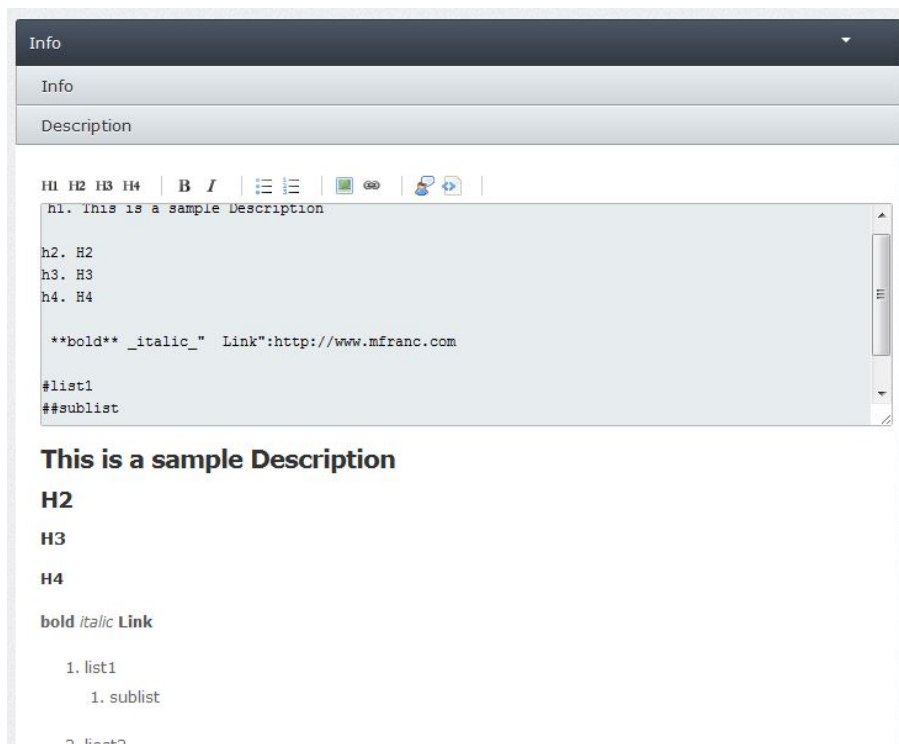 Info
Info
Description
H1 H2 H3 H4 B I
h1. This is a sample Description
h2. H2
h3. H3
h4. H4
**bold** _italic_" Link":http://www.mfranc.com
#list1
##sublist
This is a sample Description
H2
H3
H4
bold italic Link
1. list1
1. sublist